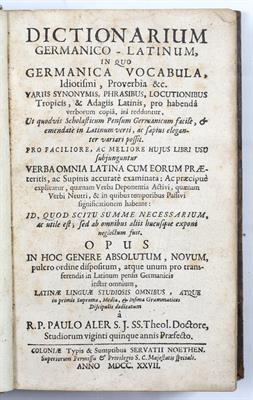 DICTIONARIUM
GERMANICO-LATINUM,
IN QUO
GERMANICA VOCABULA,
Idiotismi, Proverbia &c.
VARIIS SYNONYMIS, PHRASIBUS, LOCUTIONIBUS
Tropicis, & Adagiis Latinis, pro habendâ
verborum copiâ, ita redduntur,
Ut quodvis Scholasticum Pensum Germanicum facilè, &
emendatè in Latinum verti, ac sæpius elegan-
ter variari possit.
PRO FACILIORE, AC MELIORE HUJUS LIBRI USU
subjunguntur
VERBA OMNIA LATINA CUM EORUM PRÆ-
teritis, ac Supinis accuratè examinata: Ac præcipuè
explicatur, quænam Verba Deponentia Activi, quænam
Verbi Neutri, & in quibus temporibus Passivi
significationem habeant:
ID, QUOD SCITU SUMME NECESSARIUM,
ac utile est; sed ab omnibus aliis hucusque exponi
neglectum fuit.
OPUS
IN HOC GENERE ABSOLUTUM, NOVUM,
pulcro ordine dispositum, atque unum pro trans-
ferendis in Latinum pensis Germanicis
instar omnium,
LATINÆ LINGUÆ STUDIOSIS OMNIBUS, ATQUE
in primis Supremæ, Mediæ, & Infimæ Grammatices
Discipulis dedicatum
à
R.P. PAULO ALER S.J. SS. Theol. Doctore,
Studiorum viginti quinque annis Præfecto.
COLONIÆ Typis & Sumptibus SERVATII NOETHEN.
Superiorum Permissu & Privilegio S. C. Majestatis speciali.
ANNO MDCC. XXVII.